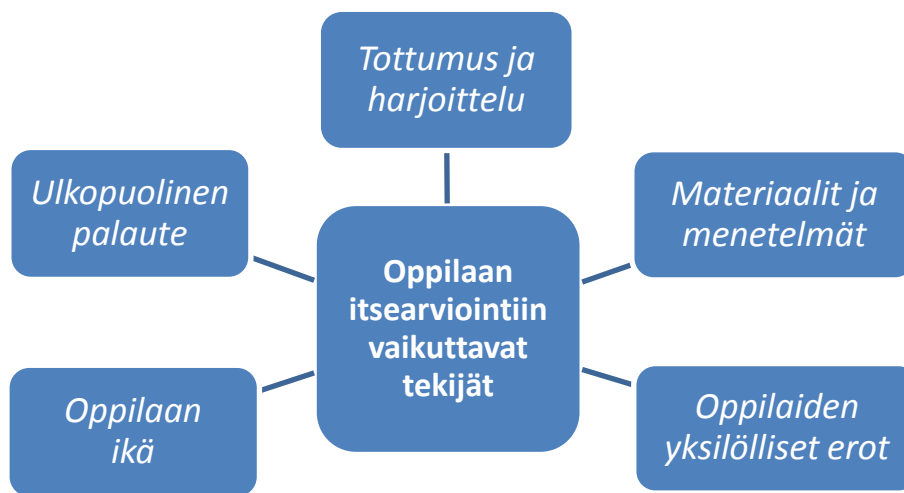 Tottumus ja
harjoittelu
Ulkopuolinen
palaute
Materiaalit ja
menetelmät
Oppilaan
itsearviointiin
vaikuttavat
tekijät
Oppilaan
ikä
Oppilaiden
yksilölliset erot